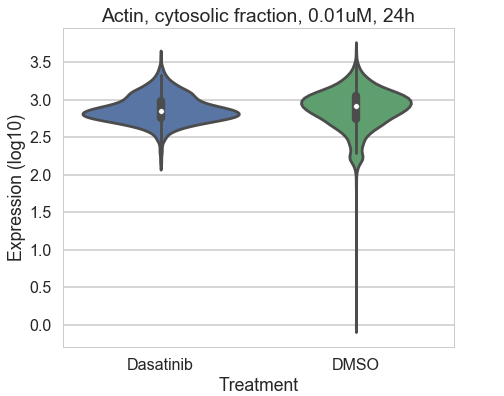 Actin, cytosolic fraction, 0.01uM, 24h
Expression (log10)
3.5
3.0
2.5
2.0
1.5
1.0
0.5
0.0
Dasatinib DMSO
Treatment